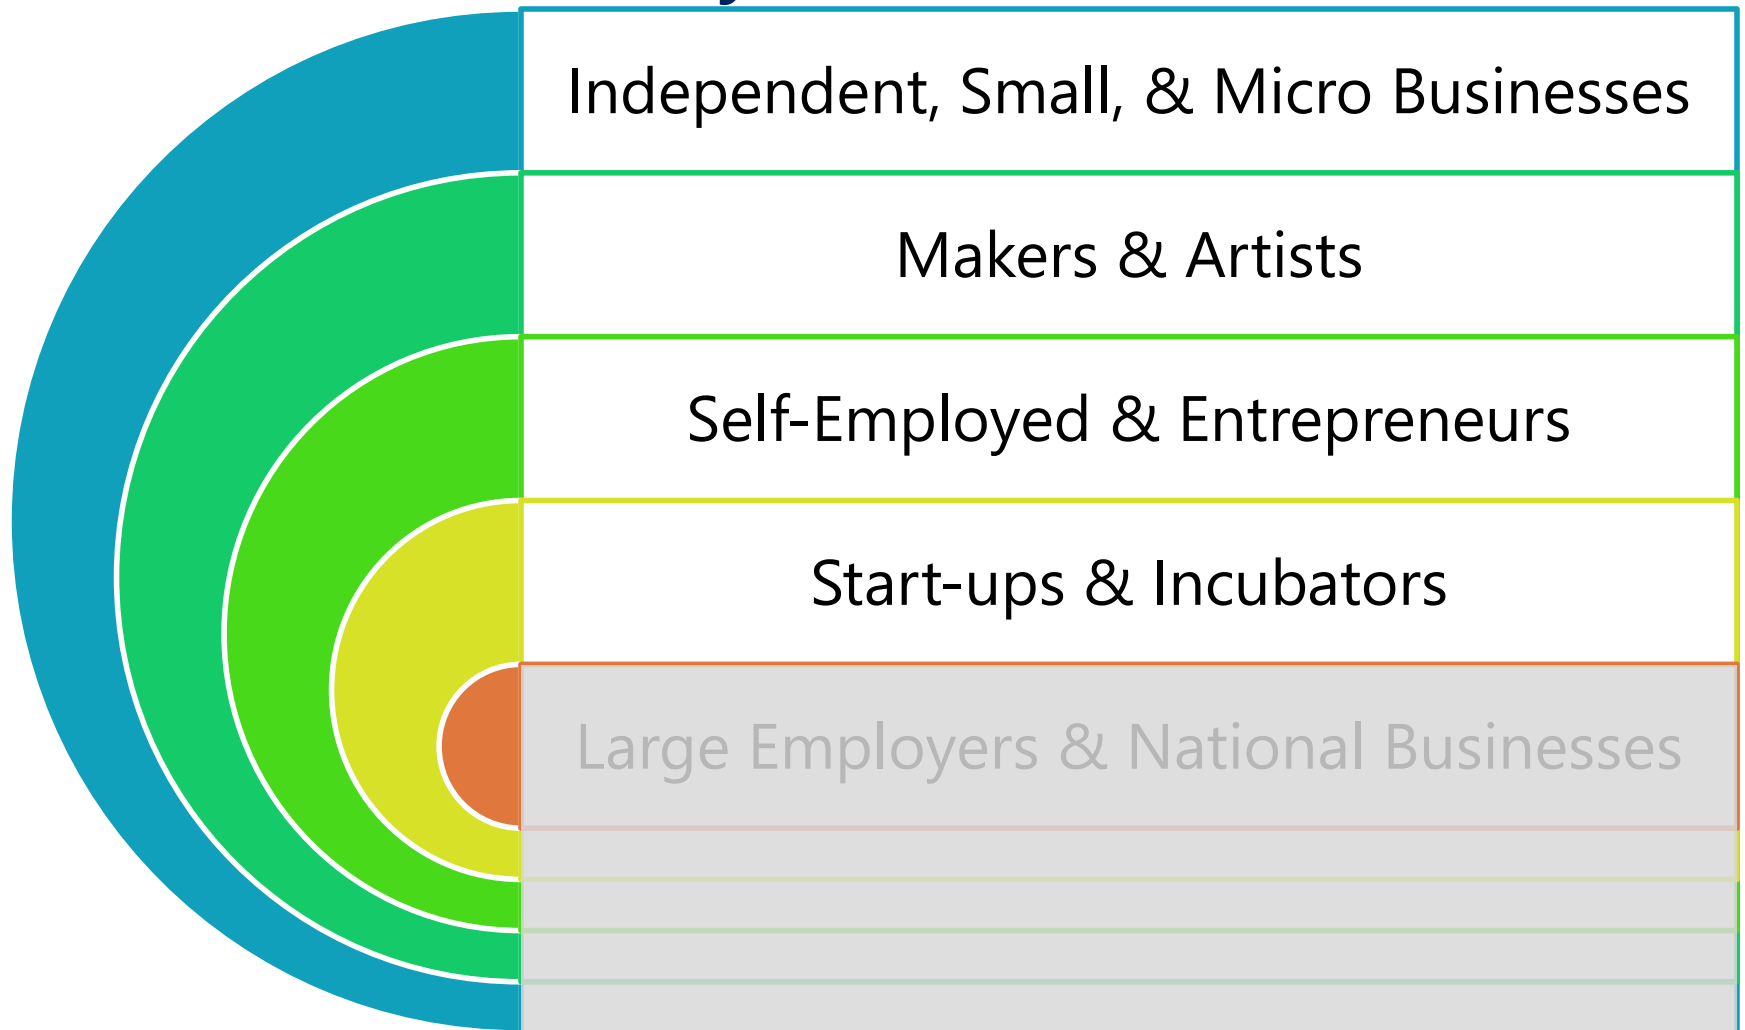 Independent, Small, & Micro Businesses
Makers & Artists
Self-Employed & Entrepreneurs
Start-ups & Incubators
Large Employers & National Businesses